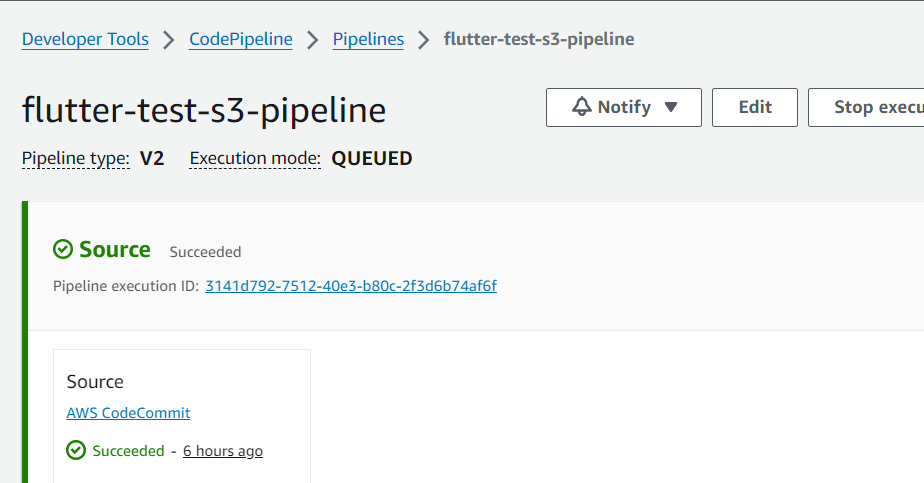 Developer Tools > CodePipeline > Pipelines > flutter-test-s3-pipeline
flutter-test-s3-pipeline
Notify Edit Stop execu
Pipeline type: V2 Execution mode: QUEUED
Source Succeeded
Pipeline execution ID: 3141d792-7512-40e3-b80c-2f3d6b74af6f
Source
AWS CodeCommit
Succeeded - 6 hours ago